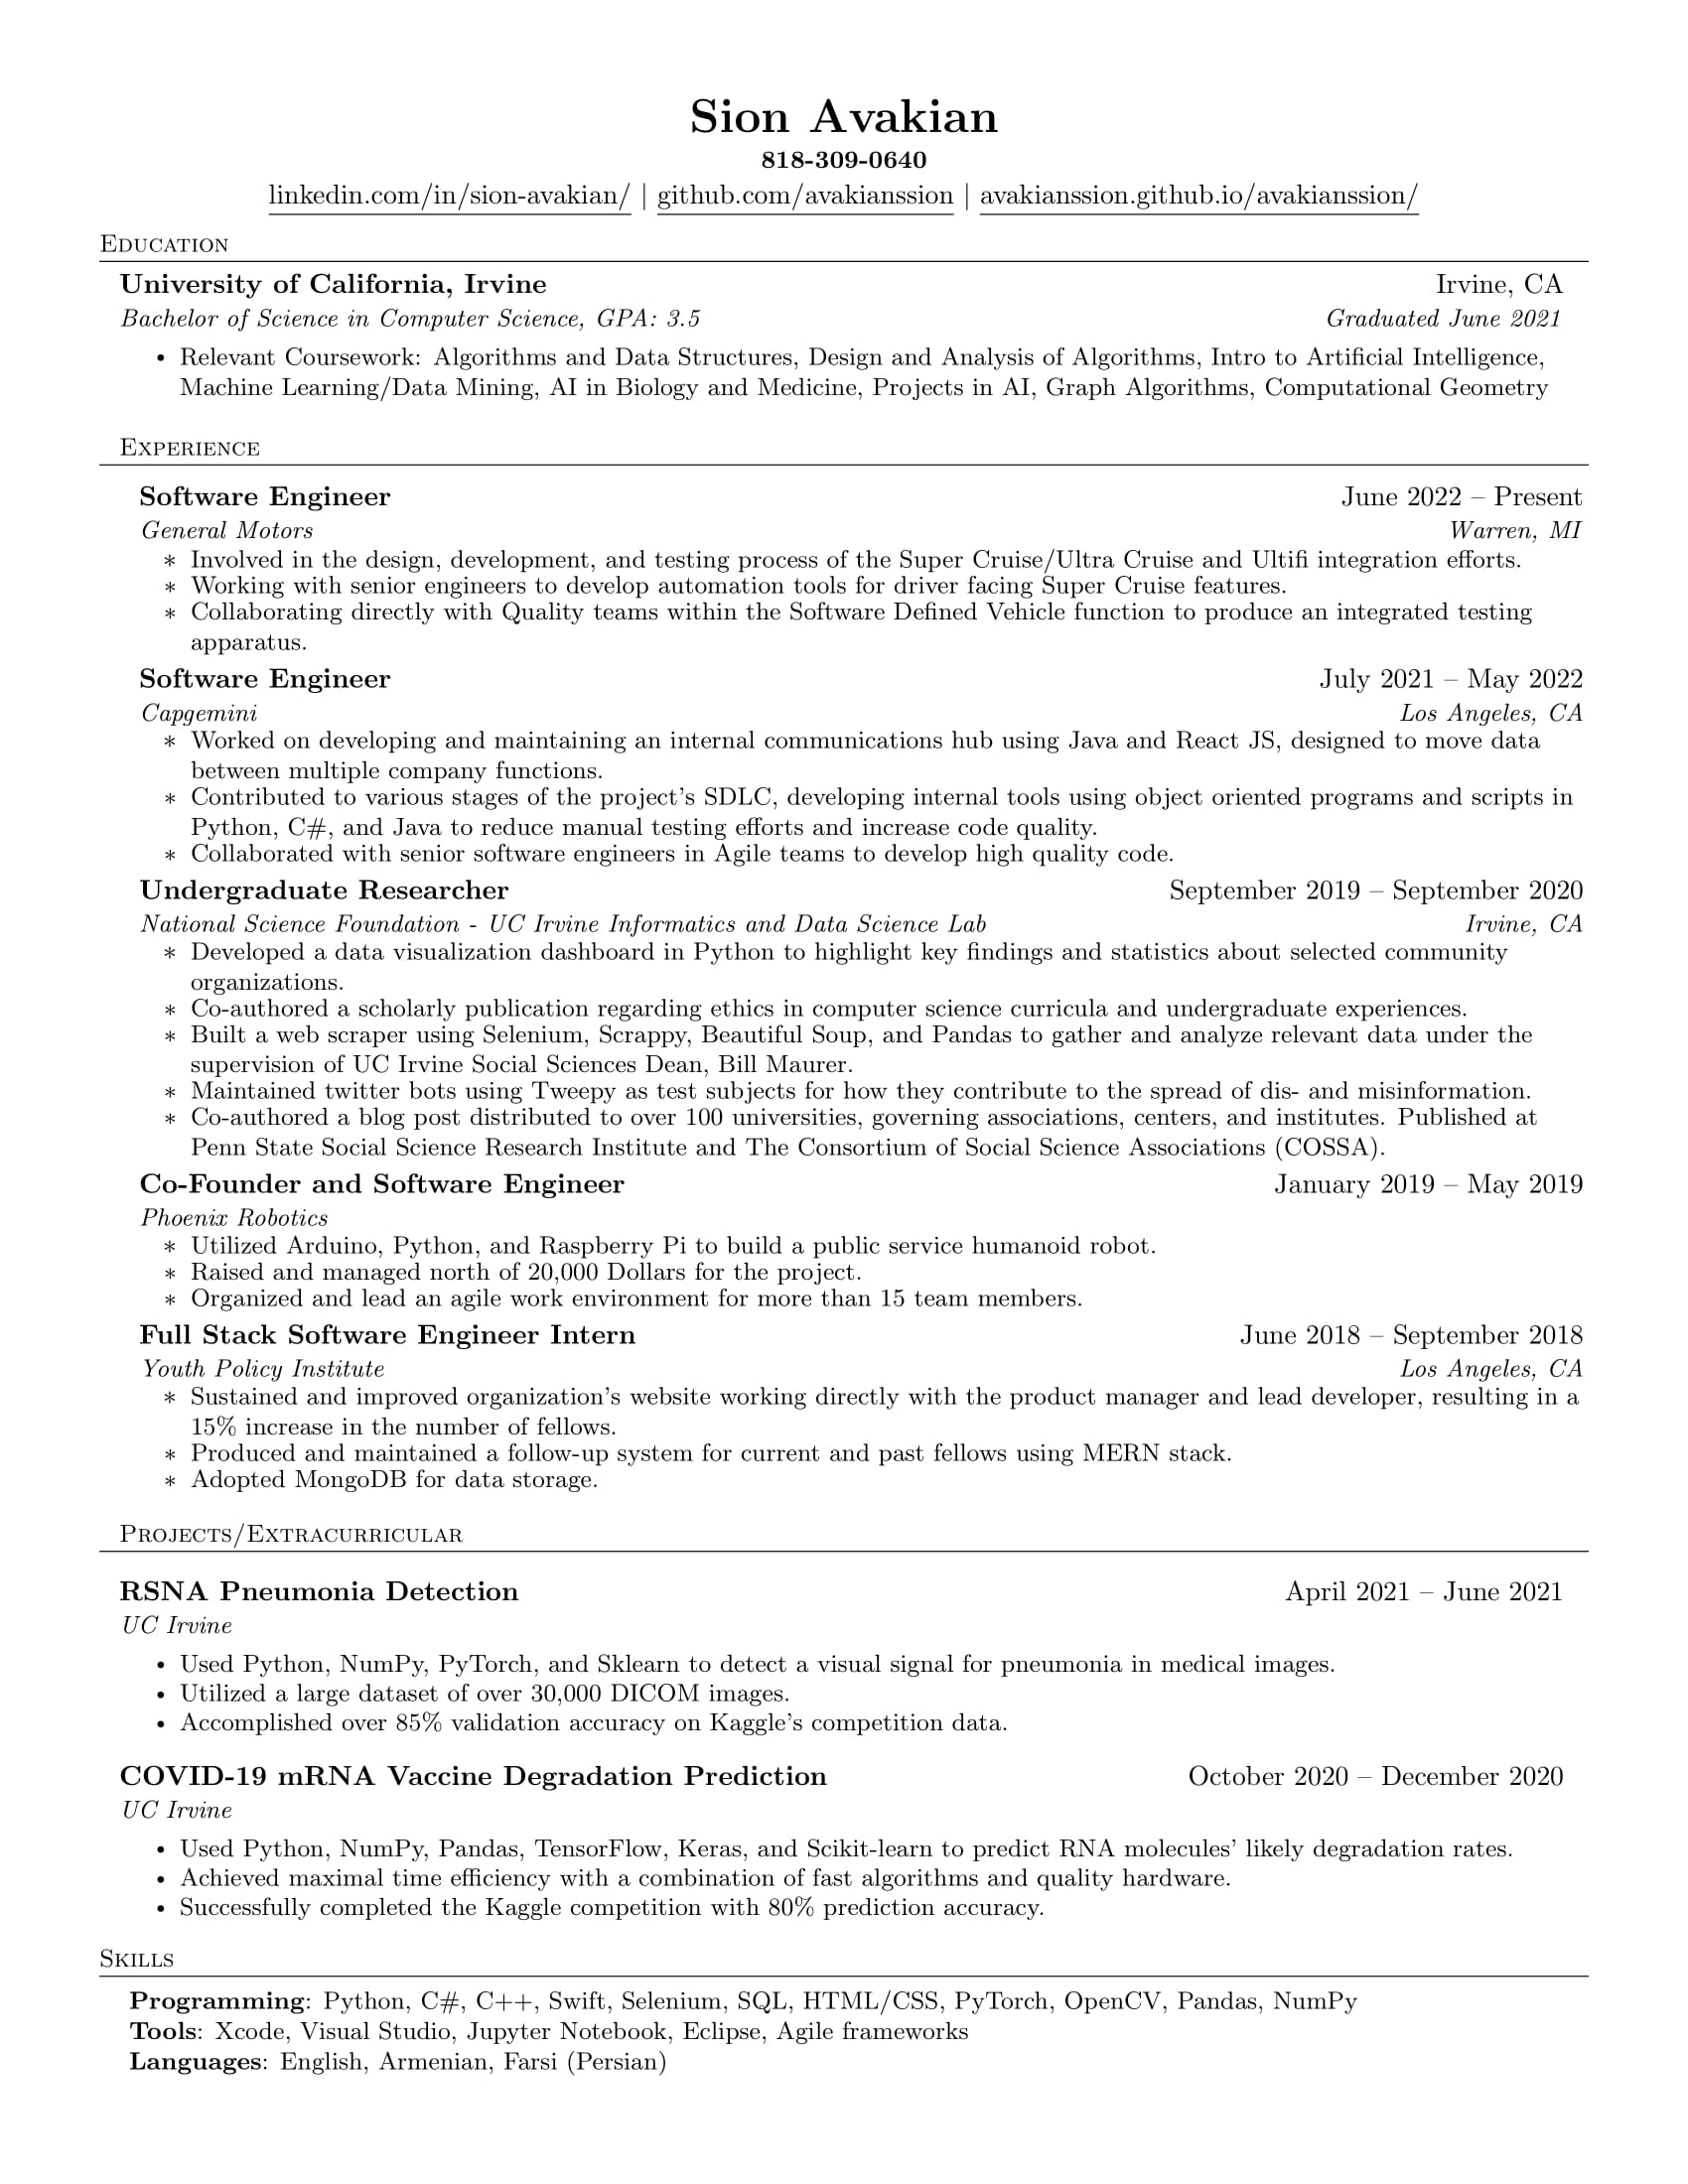 Sion Avakian
818-309-0640
linkedin.com/in/sion-avakian/ | github.com/avakianssion | avakianssion.github.io/avakianssion/
Education
University of California, Irvine Irvine, CA
Bachelor of Science in Computer Science, GPA: 3.5 Graduated June 2021
• Relevant Coursework: Algorithms and Data Structures, Design and Analysis of Algorithms, Intro to Artificial Intelligence,
Machine Learning/Data Mining, AI in Biology and Medicine, Projects in AI, Graph Algorithms, Computational Geometry
Experience
Software Engineer June 2022 – Present
General Motors Warren, MI
∗ Involved in the design, development, and testing process of the Super Cruise/Ultra Cruise and Ultifi integration efforts.
∗ Working with senior engineers to develop automation tools for driver facing Super Cruise features.
∗ Collaborating directly with Quality teams within the Software Defined Vehicle function to produce an integrated testing
apparatus.
Software Engineer July 2021 – May 2022
Capgemini Los Angeles, CA
∗ Worked on developing and maintaining an internal communications hub using Java and React JS, designed to move data
between multiple company functions.
∗ Contributed to various stages of the project's SDLC, developing internal tools using object oriented programs and scripts in
Python, C#, and Java to reduce manual testing efforts and increase code quality.
∗ Collaborated with senior software engineers in Agile teams to develop high quality code.
Undergraduate Researcher September 2019 – September 2020
National Science Foundation - UC Irvine Informatics and Data Science Lab Irvine, CA
∗ Developed a data visualization dashboard in Python to highlight key findings and statistics about selected community
organizations.
∗ Co-authored a scholarly publication regarding ethics in computer science curricula and undergraduate experiences.
∗ Built a web scraper using Selenium, Scrappy, Beautiful Soup, and Pandas to gather and analyze relevant data under the
supervision of UC Irvine Social Sciences Dean, Bill Maurer.
∗ Maintained twitter bots using Tweepy as test subjects for how they contribute to the spread of dis- and misinformation.
∗ Co-authored a blog post distributed to over 100 universities, governing associations, centers, and institutes. Published at
Penn State Social Science Research Institute and The Consortium of Social Science Associations (COSSA).
Co-Founder and Software Engineer January 2019 – May 2019
Phoenix Robotics
∗ Utilized Arduino, Python, and Raspberry Pi to build a public service humanoid robot.
∗ Raised and managed north of 20,000 Dollars for the project.
∗ Organized and lead an agile work environment for more than 15 team members.
Full Stack Software Engineer Intern June 2018 – September 2018
Youth Policy Institute Los Angeles, CA
∗ Sustained and improved organization's website working directly with the product manager and lead developer, resulting in a
15% increase in the number of fellows.
∗ Produced and maintained a follow-up system for current and past fellows using MERN stack.
∗ Adopted MongoDB for data storage.
Projects/Extracurricular
RSNA Pneumonia Detection April 2021 – June 2021
UC Irvine
• Used Python, NumPy, PyTorch, and Sklearn to detect a visual signal for pneumonia in medical images.
• Utilized a large dataset of over 30,000 DICOM images.
• Accomplished over 85% validation accuracy on Kaggle's competition data.
COVID-19 mRNA Vaccine Degradation Prediction October 2020 – December 2020
UC Irvine
• Used Python, NumPy, Pandas, TensorFlow, Keras, and Scikit-learn to predict RNA molecules' likely degradation rates.
• Achieved maximal time efficiency with a combination of fast algorithms and quality hardware.
• Successfully completed the Kaggle competition with 80% prediction accuracy.
Skills
Programming: Python, C#, C++, Swift, Selenium, SQL, HTML/CSS, PyTorch, OpenCV, Pandas, NumPy
Tools: Xcode, Visual Studio, Jupyter Notebook, Eclipse, Agile frameworks
Languages: English, Armenian, Farsi (Persian)